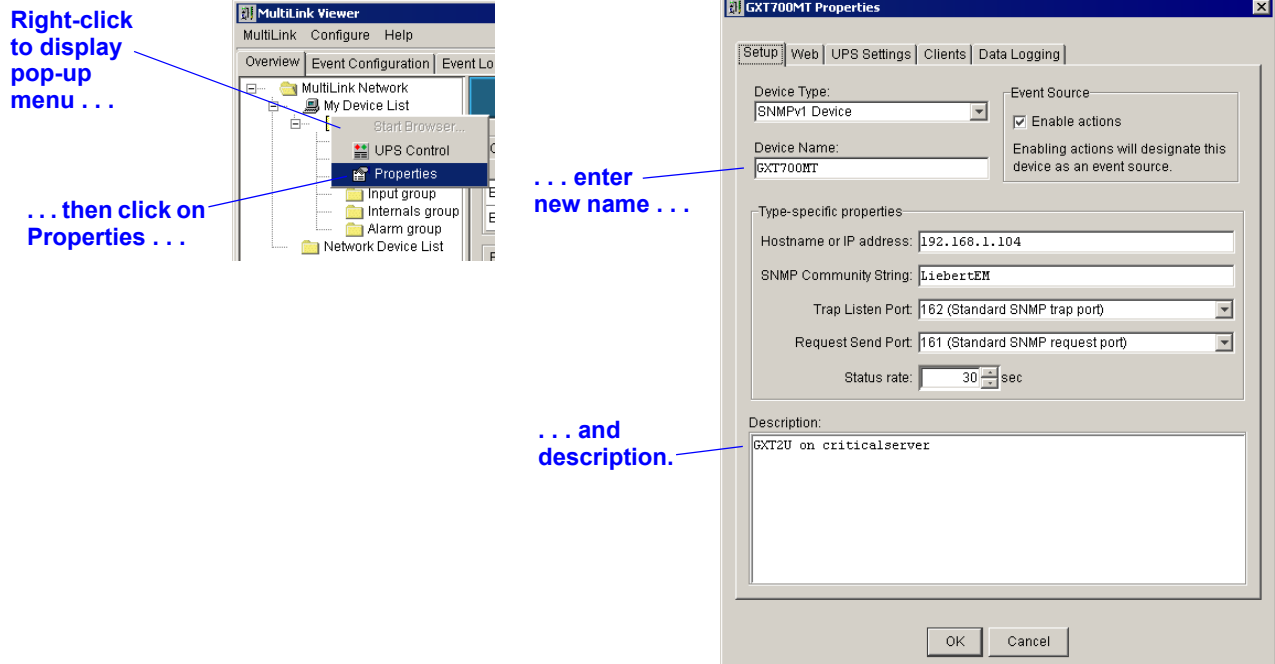 Right-click
to display
pop-up
menu . . .
. . . then click on
Properties . . .
MultiLink Viewer
MultiLink Configure Help
Overview Event Configuration Event Lo
MultiLink Network
My Device List
Start Browser...
UPS Control
Properties
Input group
Internals group
Alarm group
Network Device List
. . . enter
new name . . .
. . . and
description.
GXT700MT Properties
Setup Web UPS Settings Clients Data Logging
Device Type:
SNMPv1 Device
Device Name:
GXT700MT
Event Source
Enable actions
Enabling actions will designate this
device as an event source.
Type-specific properties
Hostname or IP address: 192.168.1.104
SNMP Community String: LiebertEM
Trap Listen Port: 162 (Standard SNMP trap port)
Request Send Port: 161 (Standard SNMP request port)
Status rate: 30 sec
Description:
GXT2U on criticalserver
OK Cancel